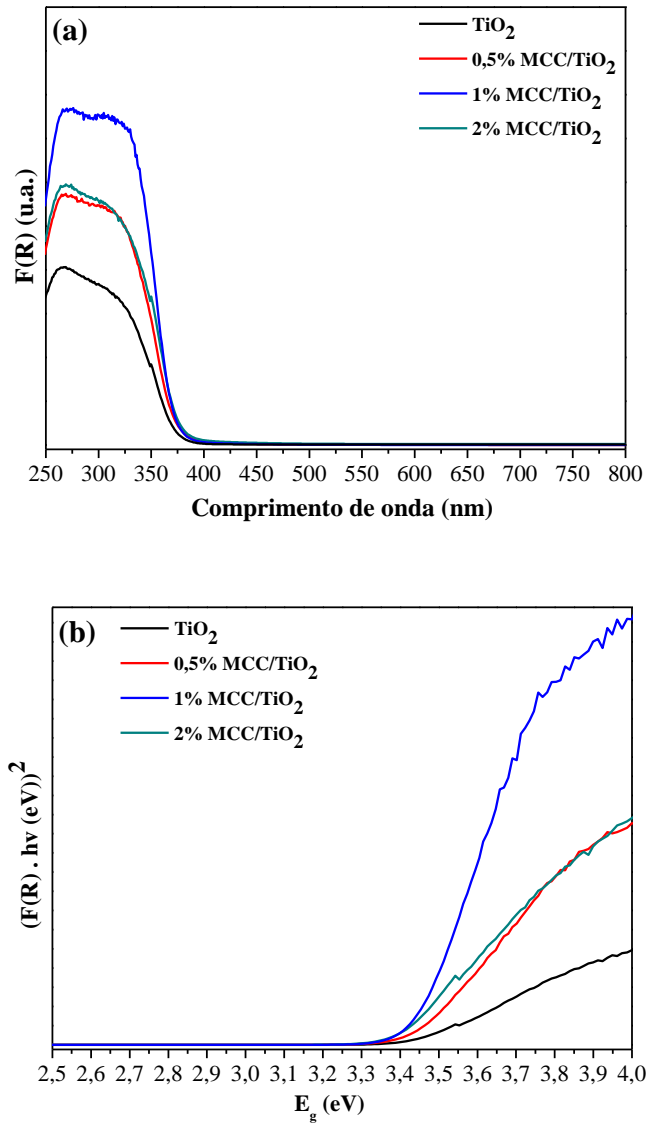 (a)
TiO2
0,5% MCC/TiO2
1% MCC/TiO2
2% MCC/TiO2
F(R) (u.a.)
250 300 350 400 450 500 550 600 650 700 750 800
Comprimento de onda (nm)
(b)
TiO2
0,5% MCC/TiO2
1% MCC/TiO2
2% MCC/TiO2
(F(R) . hv (eV))²
2,5 2,6 2,7 2,8 2,9 3,0 3,1 3,2 3,3 3,4 3,5 3,6 3,7 3,8 3,9 4,0
Eg (eV)